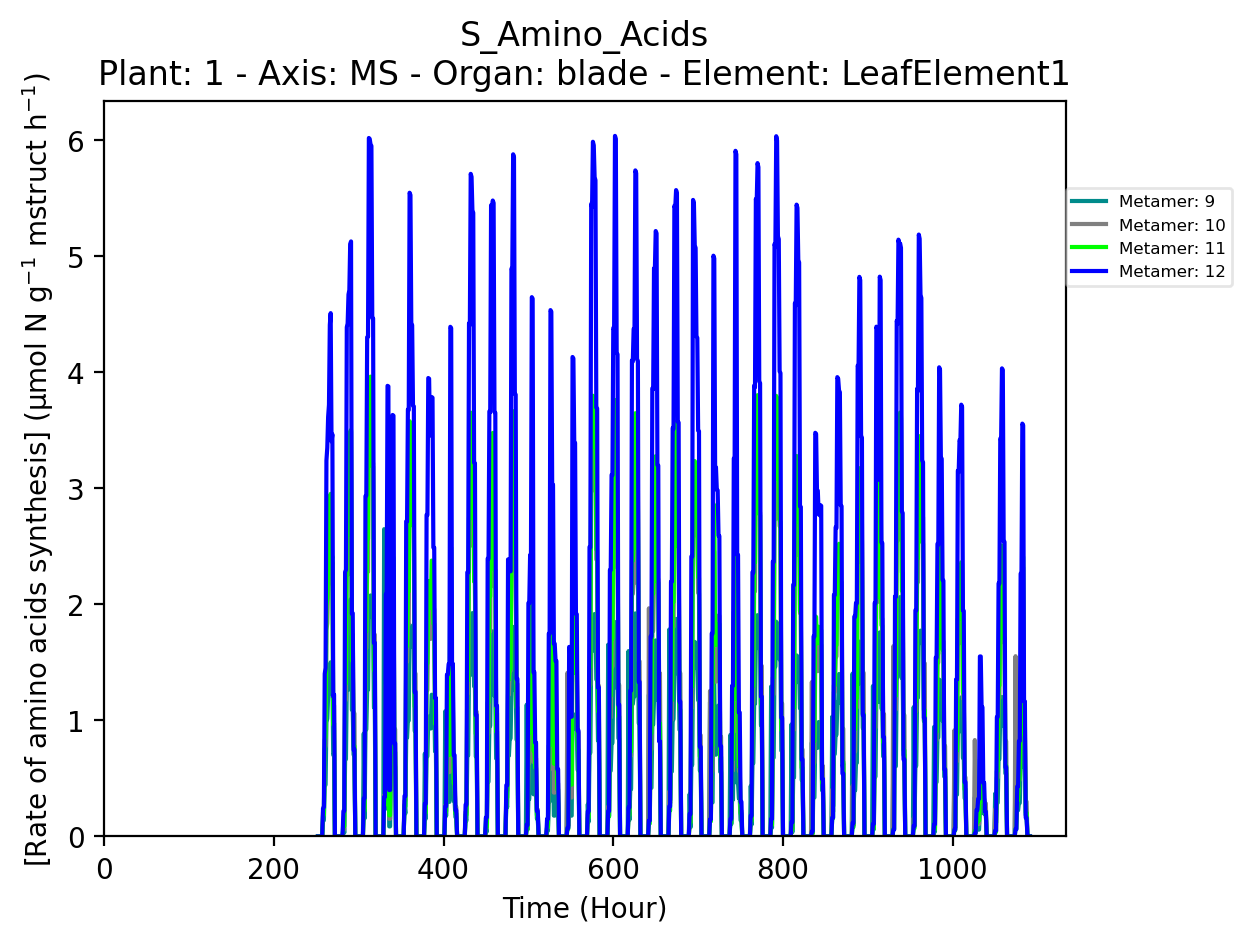 S_Amino_Acids
Plant: 1 - Axis: MS - Organ: blade - Element: LeafElement1
[Rate of amino acids synthesis] (µmol N g⁻¹ mstruct h⁻¹)
6
5
4
3
2
1
0
0 200 400 600 800 1000
Time (Hour)
Metamer: 9
Metamer: 10
Metamer: 11
Metamer: 12